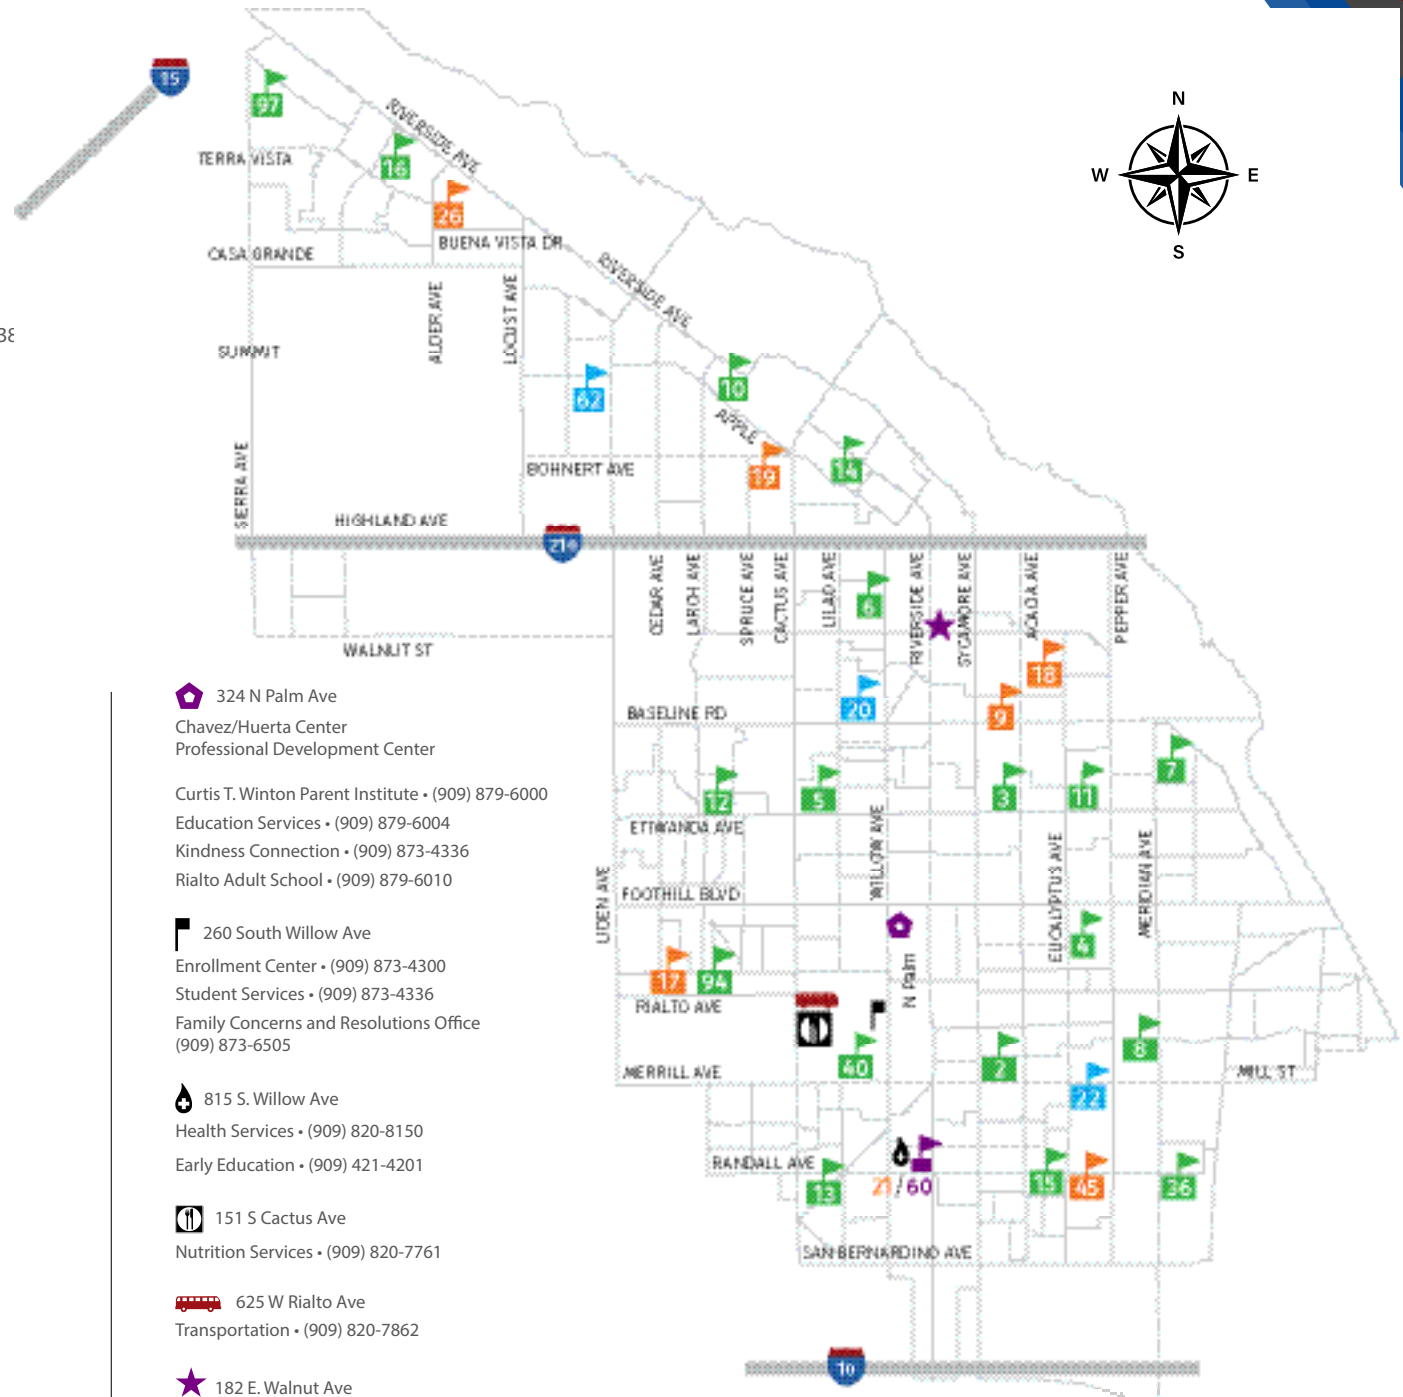 15
97
RIVERSIDE AVE
TERRA VISTA
16
26
BUENA VISTA DR
CASA GRANDE
RIVERSIDE AVE
N
W E
S
38
SUMMIT
ALDER AVE
LOCUST AVE
62
10
APPLE
SIERRA AVE
BOHNERT AVE
19
14
HIGHLAND AVE
210
CEDAR AVE
LARCH AVE
SPRUCE AVE
CACTUS AVE
LILAC AVE
6
RIVERSIDE AVE
SYCAMORE AVE
ACACIA AVE
PEPPER AVE
WALNUT ST
18
20
9
BASELINE RD
7
12
5
3
11
ETIWANDA AVE
WILLOW AVE
EUCALYPTUS AVE
MERIDIAN AVE
FOOTHILL BLVD
LIDEN AVE
4
17
94
N Palm
RIALTO AVE
40
2
8
MERRILL AVE
22
MILL ST
RANDALL AVE
13
21/60
15
45
36
SAN BERNARDINO AVE
10
324 N Palm Ave
Chavez/Huerta Center
Professional Development Center
Curtis T. Winton Parent Institute • (909) 879-6000
Education Services • (909) 879-6004
Kindness Connection • (909) 873-4336
Rialto Adult School • (909) 879-6010
260 South Willow Ave
Enrollment Center • (909) 873-4300
Student Services • (909) 873-4336
Family Concerns and Resolutions Office
(909) 873-6505
815 S. Willow Ave
Health Services • (909) 820-8150
Early Education • (909) 421-4201
151 S Cactus Ave
Nutrition Services • (909) 820-7761
625 W Rialto Ave
Transportation • (909) 820-7862
182 E. Walnut Ave